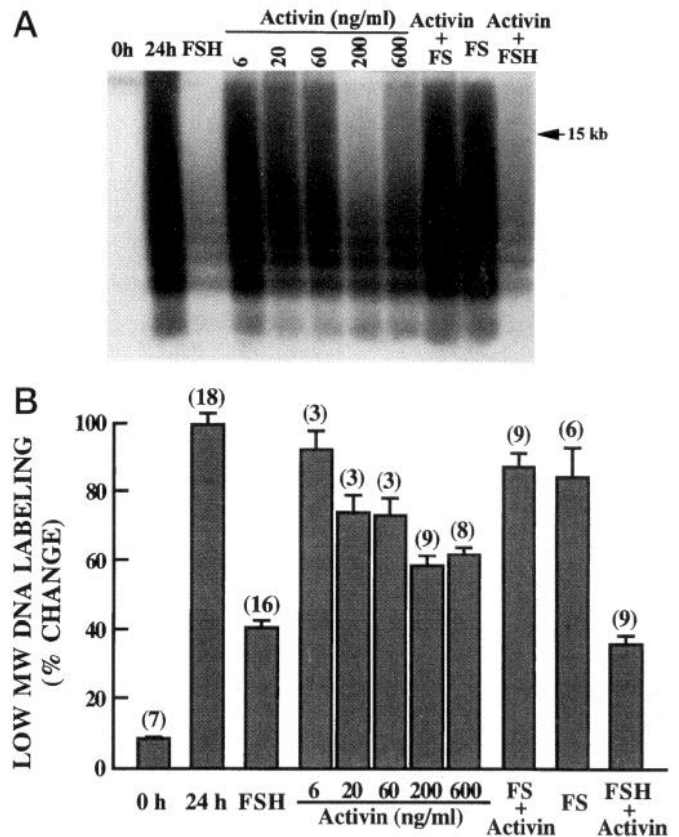 A
Activin (ng/ml)
0h 24h FSH 6 20 60 200 600 Activin + FS FS Activin + FSH
15 kb
B
LOW MW DNA LABELING
(% CHANGE)
100
80
60
40
20
0
(7) (18) (16) (3) (3) (3) (9) (8) (9) (6) (9)
0 h 24 h FSH 6 20 60 200 600 FS + Activin FS FSH + Activin
Activin (ng/ml)